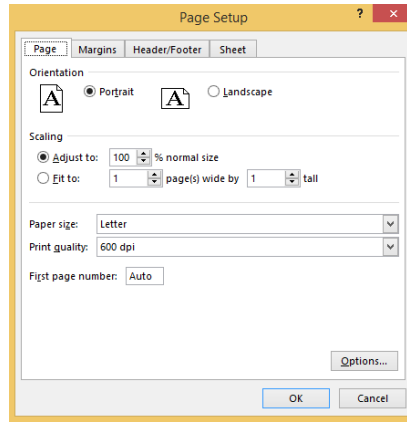 Page Setup ?
Page Margins Header/Footer Sheet
Orientation
A Portrait A Landscape
Scaling
Adjust to: 100 % normal size
Fit to: 1 page(s) wide by 1 tall
Paper size: Letter
Print quality: 600 dpi
First page number: Auto
Options...
OK Cancel